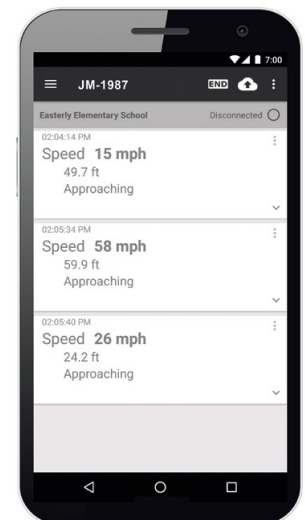 7:00
JM-1987 END
Easterly Elementary School Disconnected
02:04:14 PM
Speed 15 mph
49.7 ft
Approaching
02:05:34 PM
Speed 58 mph
59.9 ft
Approaching
02:05:40 PM
Speed 26 mph
24.2 ft
Approaching